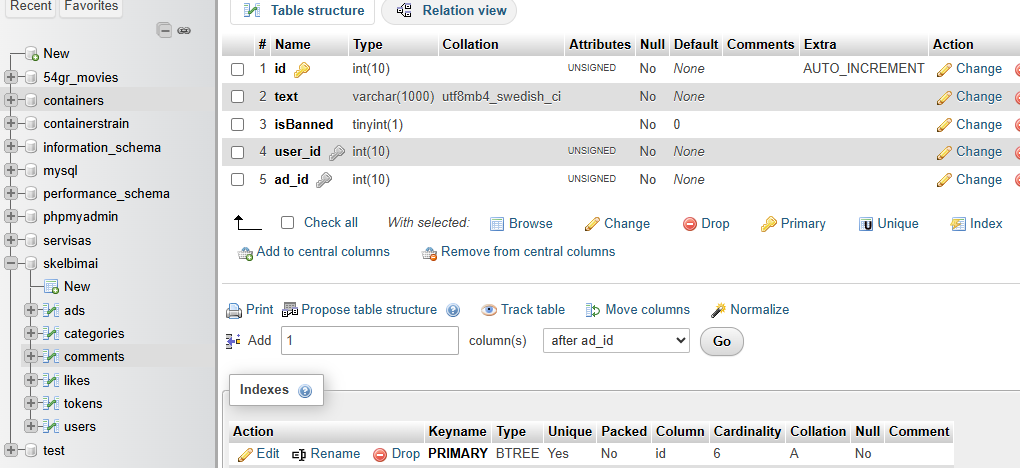 Recent Favorites
New
54gr_movies
containers
containerstrain
information_schema
mysql
performance_schema
phpmyadmin
servisas
skelbimai
New
ads
categories
comments
likes
tokens
users
test
Table structure Relation view
# Name Type Collation Attributes Null Default Comments Extra Action
1 id int(10) UNSIGNED No None AUTO_INCREMENT Change
2 text varchar(1000) utf8mb4_swedish_ci No None Change
3 isBanned tinyint(1) No 0 Change
4 user_id int(10) UNSIGNED No None Change
5 ad_id int(10) UNSIGNED No None Change
Check all With selected: Browse Change Drop Primary Unique Index
Add to central columns Remove from central columns
Print Propose table structure Track table Move columns Normalize
Add 1 column(s) after ad_id Go
Indexes
Action Keyname Type Unique Packed Column Cardinality Collation Null Comment
Edit Rename Drop PRIMARY BTREE Yes No id 6 A No